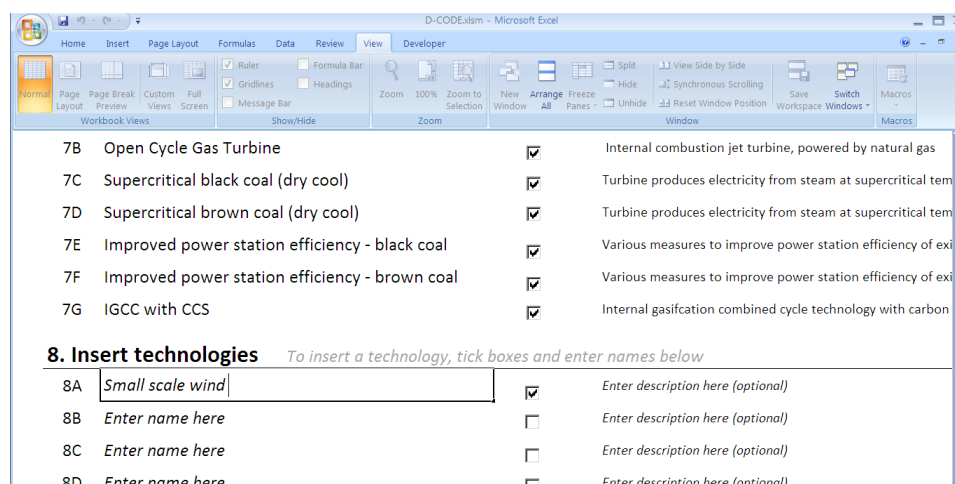 D-CODE.xlsm - Microsoft Excel
Home Insert Page Layout Formulas Data Review View Developer
Normal Page Layout Page Break Preview Custom Views Full Screen
Workbook Views
Ruler Formula Bar
Gridlines Headings
Message Bar
Show/Hide
Zoom 100% Zoom to Selection
Zoom
New Window Arrange All Freeze Panes
Split View Side by Side
Hide Synchronous Scrolling
Unhide Reset Window Position
Save Workspace Switch Windows
Window
Macros
Macros
7B Open Cycle Gas Turbine Internal combustion jet turbine, powered by natural gas
7C Supercritical black coal (dry cool) Turbine produces electricity from steam at supercritical tem
7D Supercritical brown coal (dry cool) Turbine produces electricity from steam at supercritical tem
7E Improved power station efficiency - black coal Various measures to improve power station efficiency of exi
7F Improved power station efficiency - brown coal Various measures to improve power station efficiency of exi
7G IGCC with CCS Internal gasifcation combined cycle technology with carbon
8. Insert technologies To insert a technology, tick boxes and enter names below
8A Small scale wind Enter description here (optional)
8B Enter name here Enter description here (optional)
8C Enter name here Enter description here (optional)
8D Enter name here Enter description here (optional)